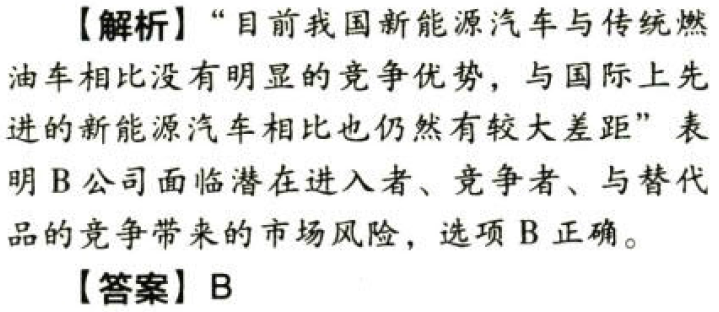 【解析】“目前我国新能源汽车与传统燃
油车相比没有明显的竞争优势，与国际上先
进的新能源汽车相比也仍然有较大差距”表
明 B 公司面临潜在进入者、竞争者、与替代
品的竞争带来的市场风险，选项 B 正确。
【答案】B